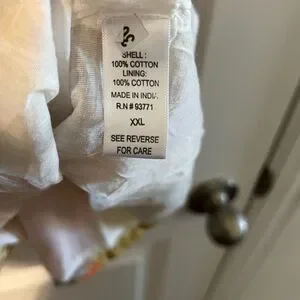 SHELL :
100% COTTON
LINING:
100% COTTON
MADE IN INDIA
R.N # 93771
XXL
SEE REVERSE
FOR CARE